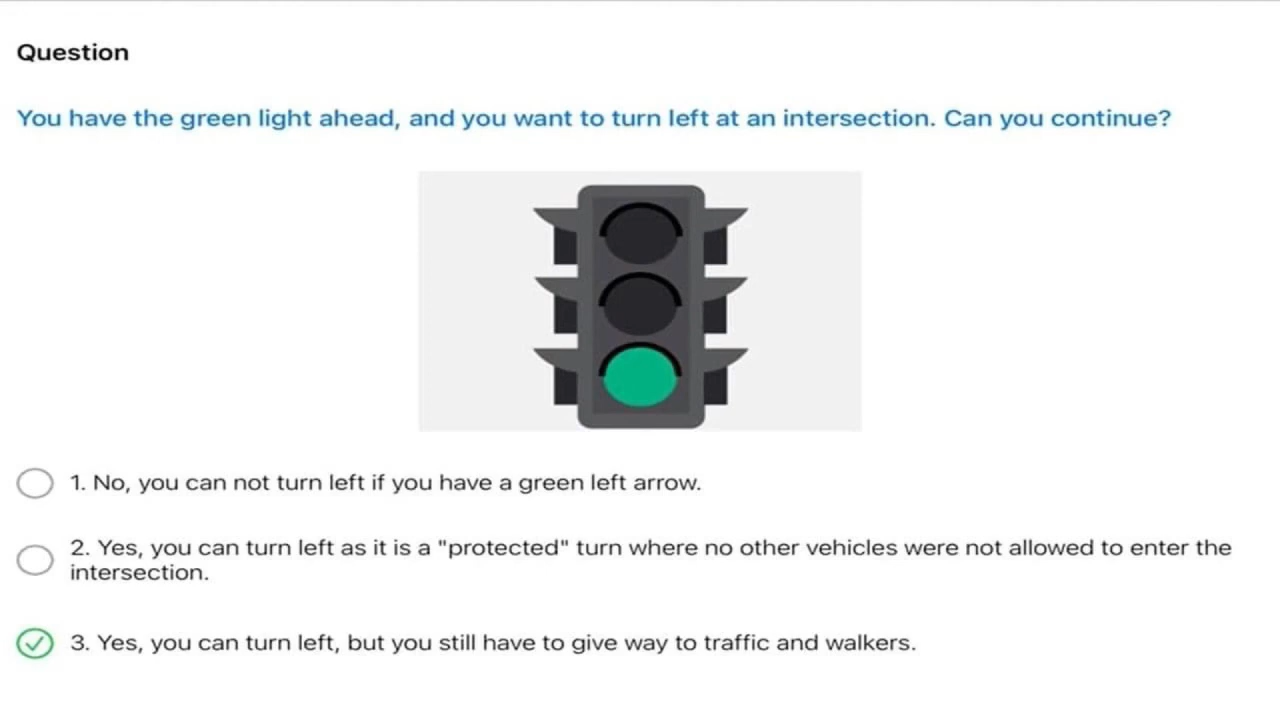 Question
You have the green light ahead, and you want to turn left at an intersection. Can you continue?
1. No, you can not turn left if you have a green left arrow.
2. Yes, you can turn left as it is a "protected" turn where no other vehicles were not allowed to enter the
intersection.
3. Yes, you can turn left, but you still have to give way to traffic and walkers.